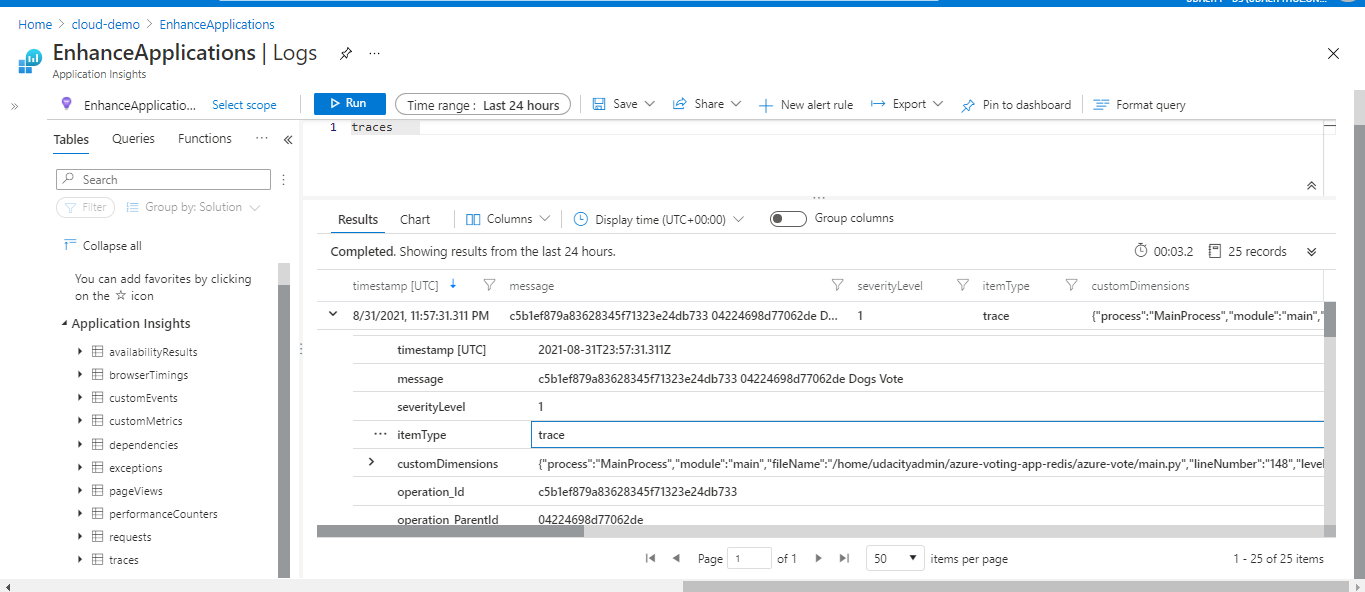 Home > cloud-demo > EnhanceApplications
EnhanceApplications | Logs
Application Insights
EnhanceApplicatio... Select scope
Run Time range : Last 24 hours Save Share New alert rule Export Pin to dashboard Format query
Tables Queries Functions
1 traces
Search
Filter Group by: Solution
Collapse all
You can add favorites by clicking
on the ☆ icon
Application Insights
availabilityResults
browserTimings
customEvents
customMetrics
dependencies
exceptions
pageViews
performanceCounters
requests
traces
Results Chart Columns Display time (UTC+00:00) Group columns
Completed. Showing results from the last 24 hours. 00:03.2 25 records
timestamp [UTC] message severityLevel itemType customDimensions
8/31/2021, 11:57:31.311 PM c5b1ef879a83628345f71323e24db733 04224698d77062de D... 1 trace {"process":"MainProcess","module":"main","
timestamp [UTC] 2021-08-31T23:57:31.311Z
message c5b1ef879a83628345f71323e24db733 04224698d77062de Dogs Vote
severityLevel 1
itemType trace
customDimensions {"process":"MainProcess","module":"main","fileName":"/home/udacityadmin/azure-voting-app-redis/azure-vote/main.py","lineNumber":"148","level
operation_Id c5b1ef879a83628345f71323e24db733
operation_ParentId 04224698d77062de
Page 1 of 1 50 items per page 1 - 25 of 25 items